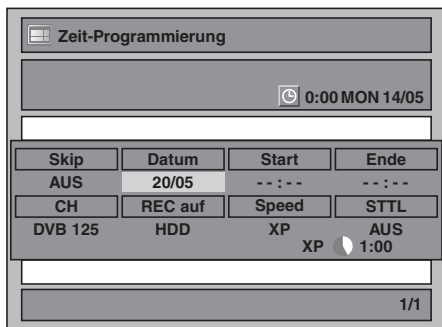 Zeit-Programmierung
0:00 MON 14/05
Skip Datum Start Ende
AUS 20/05 --:-- --:--
CH REC auf Speed STTL
DVB 125 HDD XP AUS
XP 1:00
1/1